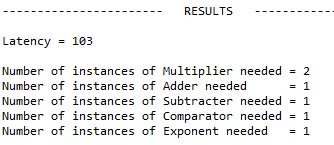 -----------------------   RESULTS   ------------
Latency = 103
Number of instances of Multiplier needed = 2
Number of instances of Adder needed      = 1
Number of instances of Subtracter needed = 1
Number of instances of Comparator needed = 1
Number of instances of Exponent needed   = 1